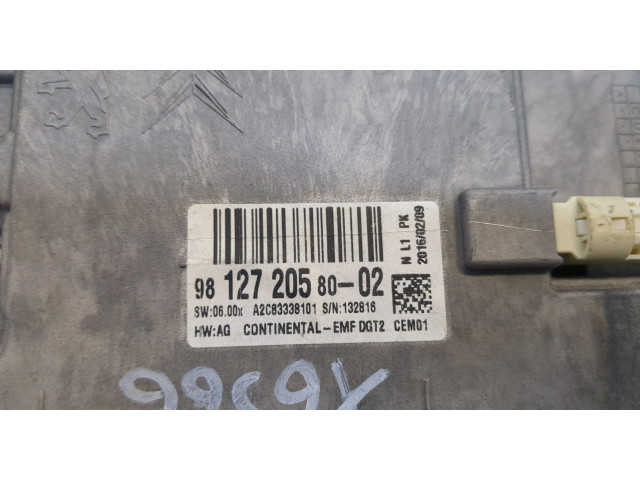 98 127 205 80-02
SW:06.00x A2C83338101 S/N:132816
HW:AG CONTINENTAL-EMF DGT2 CEM01
N L1 PK
2016/02/09